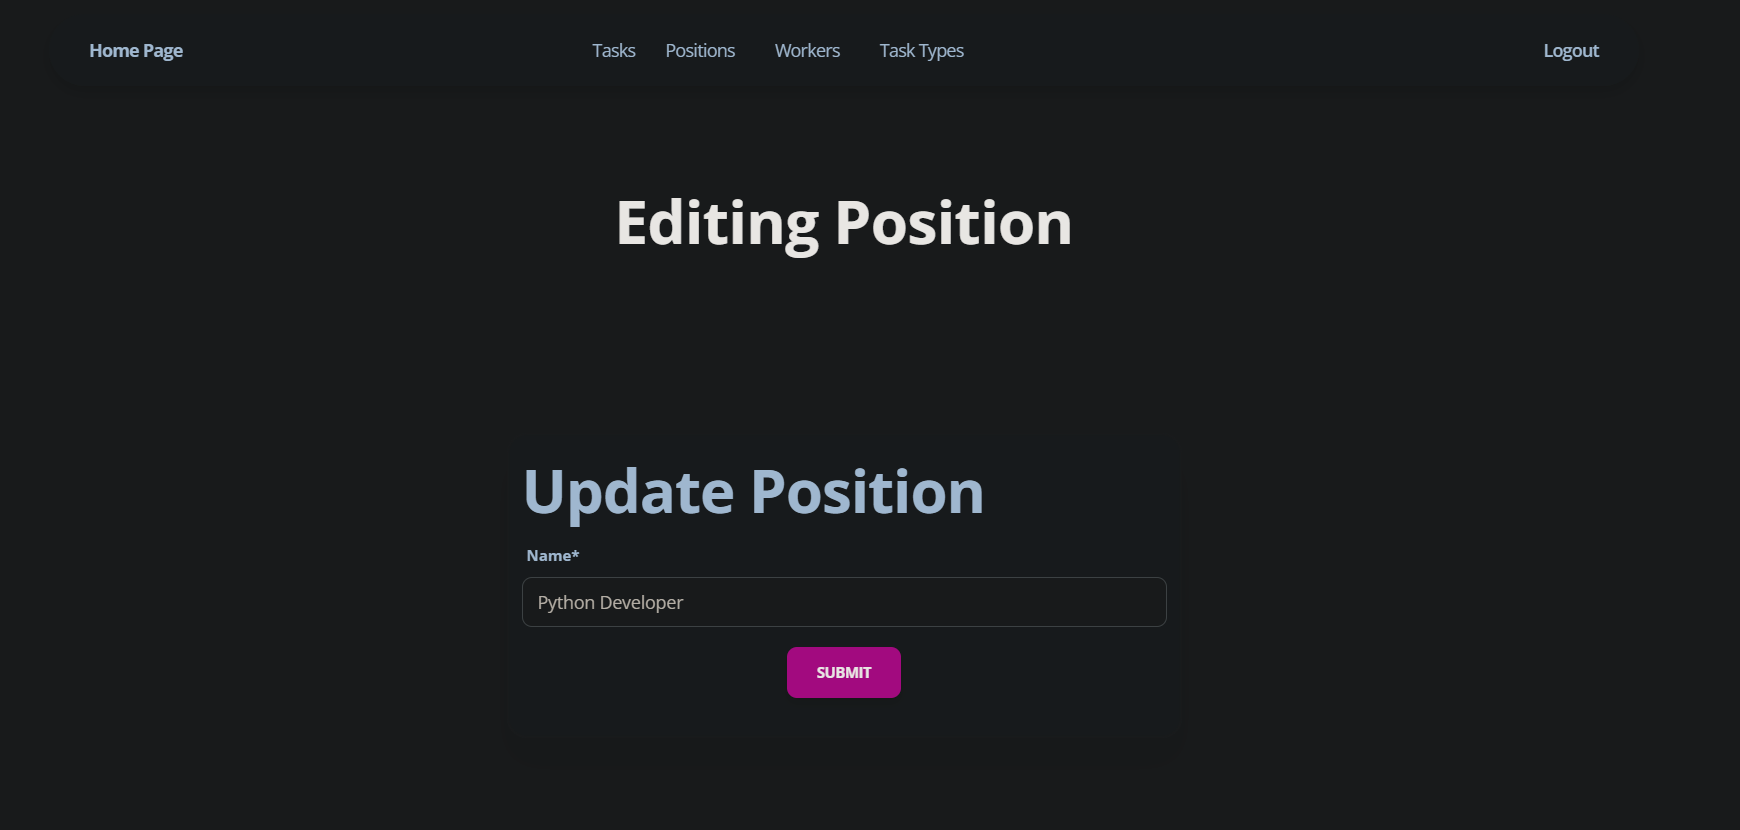 Home Page Tasks Positions Workers Task Types Logout
Editing Position
Update Position
Name*
Python Developer
SUBMIT